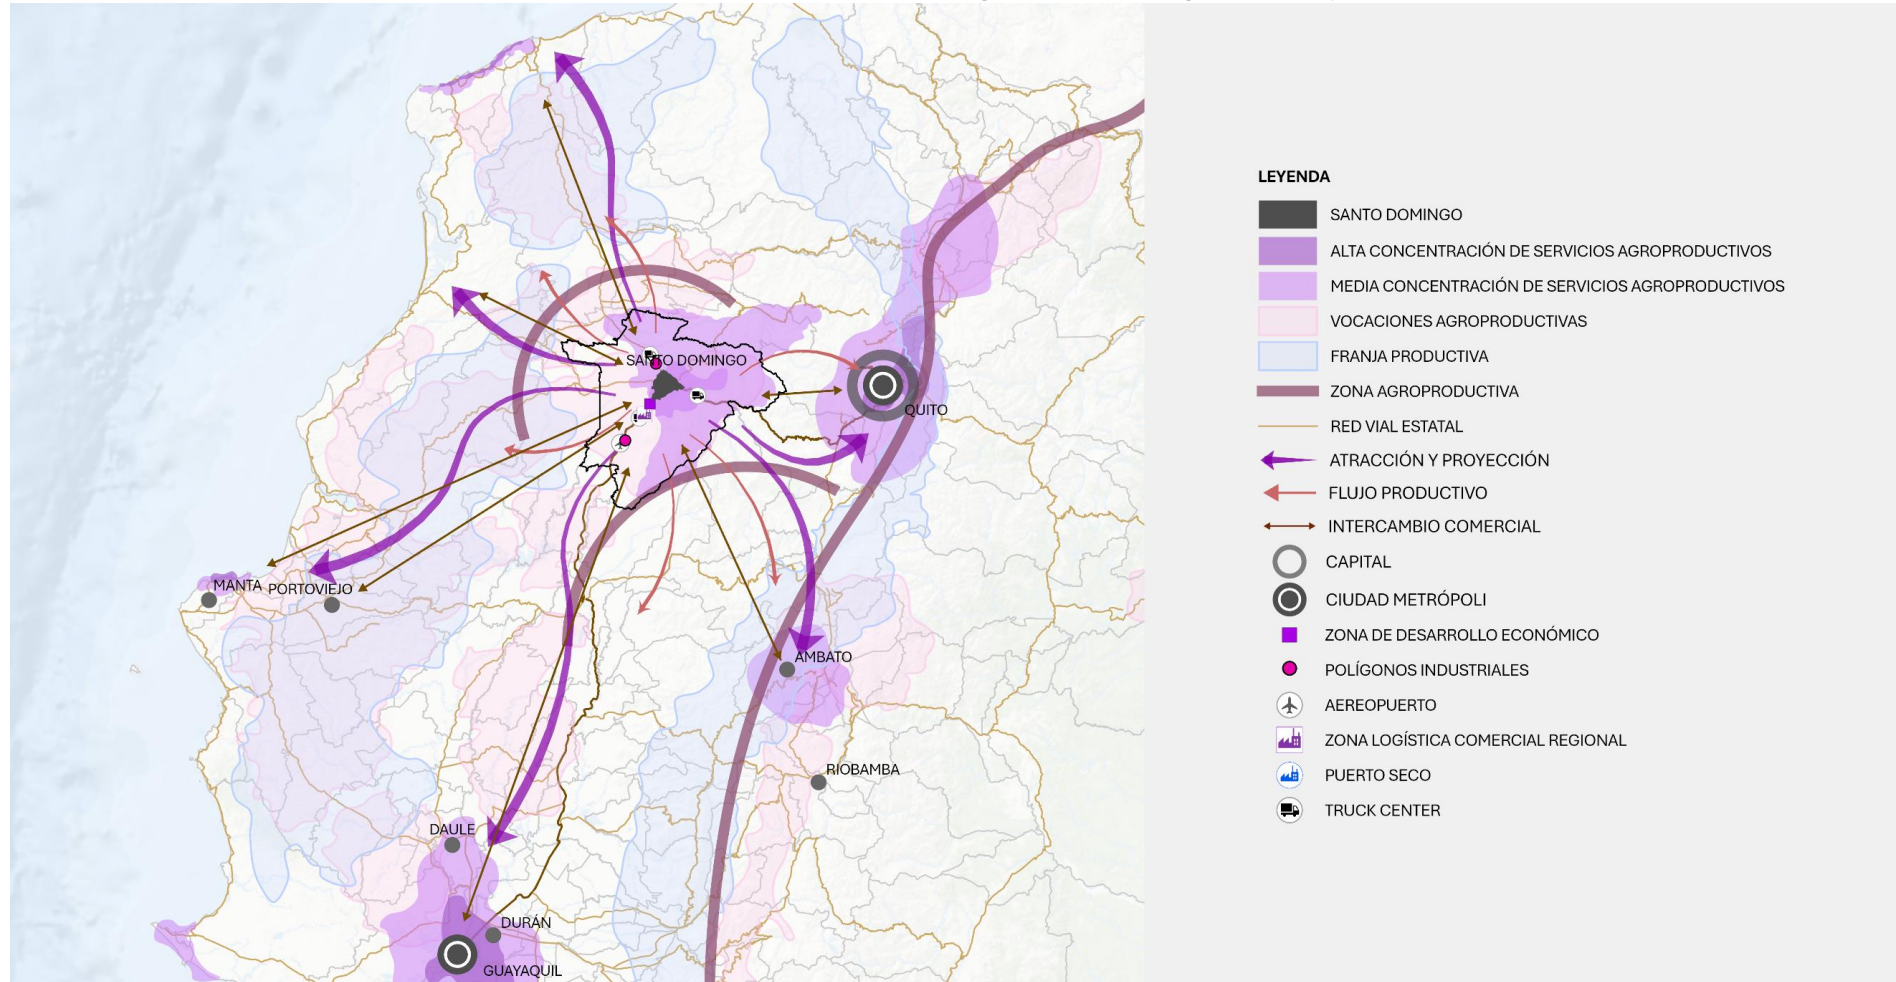 SANTO DOMINGO
QUITO
MANTA
PORTOVIEJO
AMBATO
RIOBAMBA
DAULE
DURÁN
GUAYAQUIL
LEYENDA
SANTO DOMINGO
ALTA CONCENTRACIÓN DE SERVICIOS AGROPRODUCTIVOS
MEDIA CONCENTRACIÓN DE SERVICIOS AGROPRODUCTIVOS
VOCACIONES AGROPRODUCTIVAS
FRANJA PRODUCTIVA
ZONA AGROPRODUCTIVA
RED VIAL ESTATAL
ATRACCIÓN Y PROYECCIÓN
FLUJO PRODUCTIVO
INTERCAMBIO COMERCIAL
CAPITAL
CIUDAD METRÓPOLI
ZONA DE DESARROLLO ECONÓMICO
POLÍGONOS INDUSTRIALES
AEREOPUERTO
ZONA LOGÍSTICA COMERCIAL REGIONAL
PUERTO SECO
TRUCK CENTER